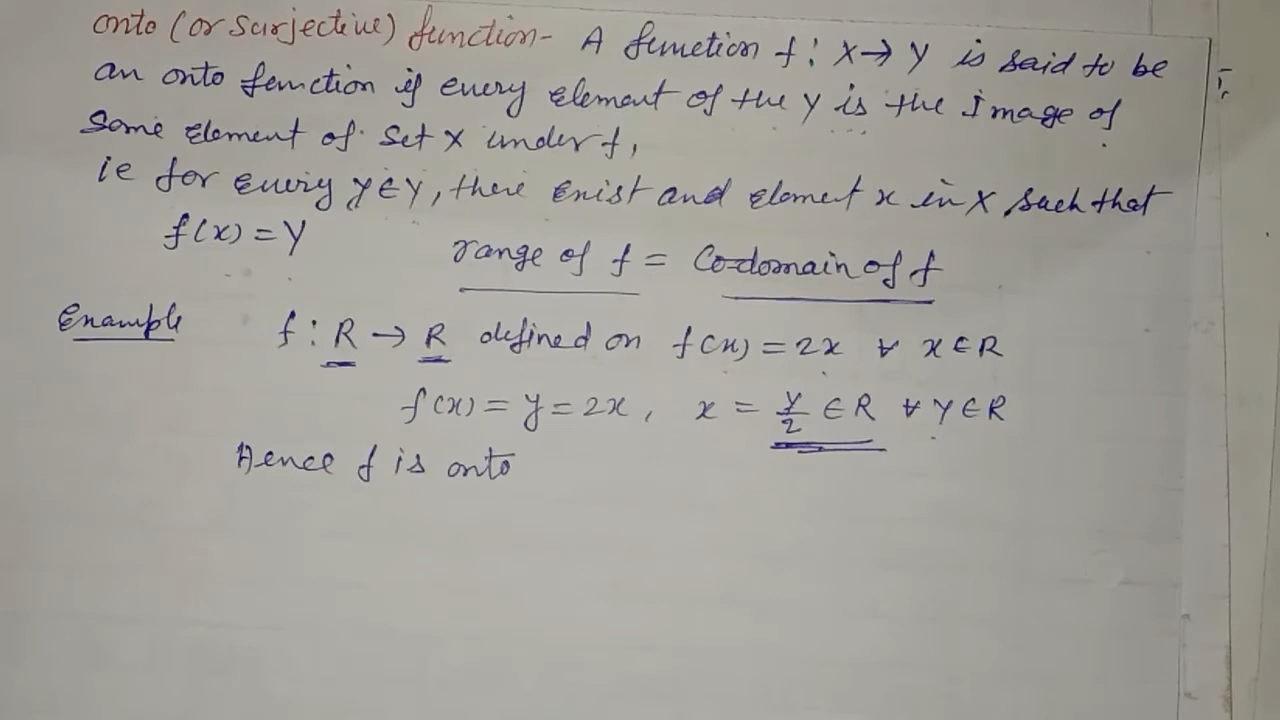 onto (or surjective) function- A function f: X→Y is said to be
an onto function if every element of the Y is the Image of
Some element of Set X under f,
ie for every y∈Y, there exist and element x in X such that
f(x) = Y
range of f = Co-domain of f
Example f: R → R defined on f(x) = 2x ∀ x∈R
f(x) = y = 2x, x = Y/2 ∈R ∀ Y∈R
Hence f is onto